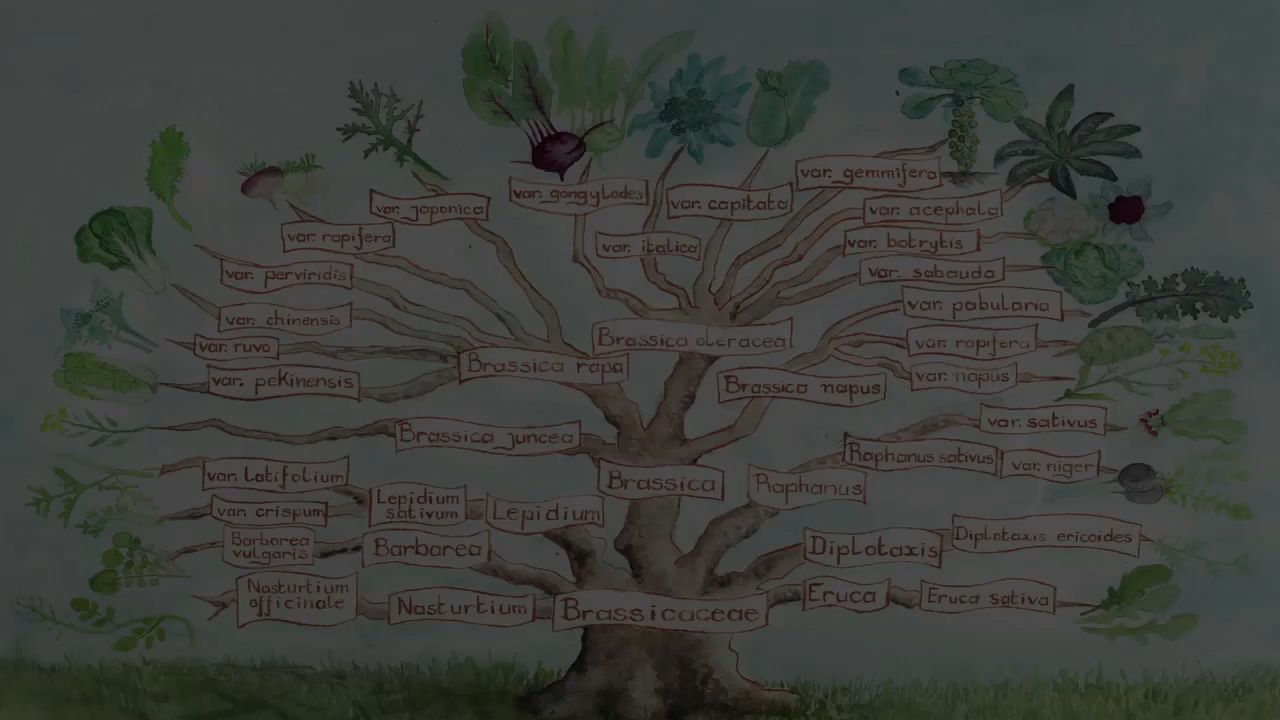 var. gemmifera
var. gongylodes
var. capitata
var. japonica
var. acephala
var. rapifera
var. italica
var. botrytis
var. perviridis
var. sabauda
var. pabularia
var. chinensis
Brassica oleracea
var. rapifera
var. ruvo
Brassica rapa
var. napus
var. pekinensis
Brassica napus
var. sativus
Brassica juncea
Raphanus sativus
var. niger
var. latifolium
Brassica
Raphanus
Lepidium
sativum
var. crispum
Lepidium
Barbarea
vulgaris
Barbarea
Diplotaxis
Diplotaxis ericoides
Nasturtium
officinale
Nasturtium
Brassicaceae
Eruca
Eruca sativa